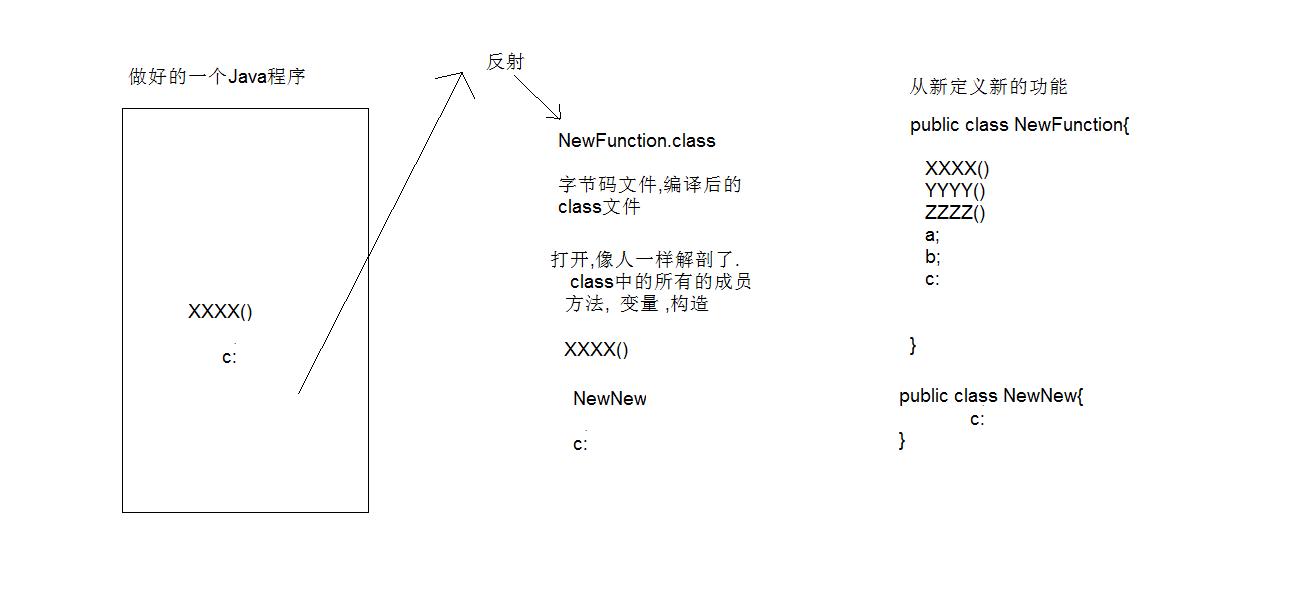 做好的一个Java程序
XXXX()
c:
反射
NewFunction.class
字节码文件,编译后的
class文件
打开,像人一样解剖了.
class中的所有的成员
方法, 变量 ,构造
XXXX()
NewNew
c:
从新定义新的功能
public class NewFunction{
XXXX()
YYYY()
ZZZZ()
a;
b;
c:
}
public class NewNew{
c:
}